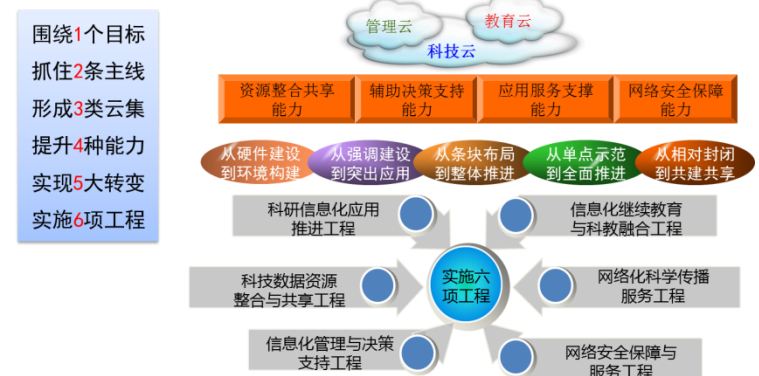 围绕1个目标
抓住2条主线
形成3类云集
提升4种能力
实现5大转变
实施6项工程
管理云
教育云
科技云
资源整合共享
能力
辅助决策支持
能力
应用服务支撑
能力
网络安全保障
能力
从硬件建设
到环境构建
从强调建设
到突出应用
从条块布局
到整体推进
从单点示范
到全面推进
从相对封闭
到共建共享
科研信息化应用
推进工程
信息化继续教育
与科教融合工程
科技数据资源
整合与共享工程
实施六
项工程
网络化科学传播
服务工程
信息化管理与决策
支持工程
网络安全保障与
服务工程